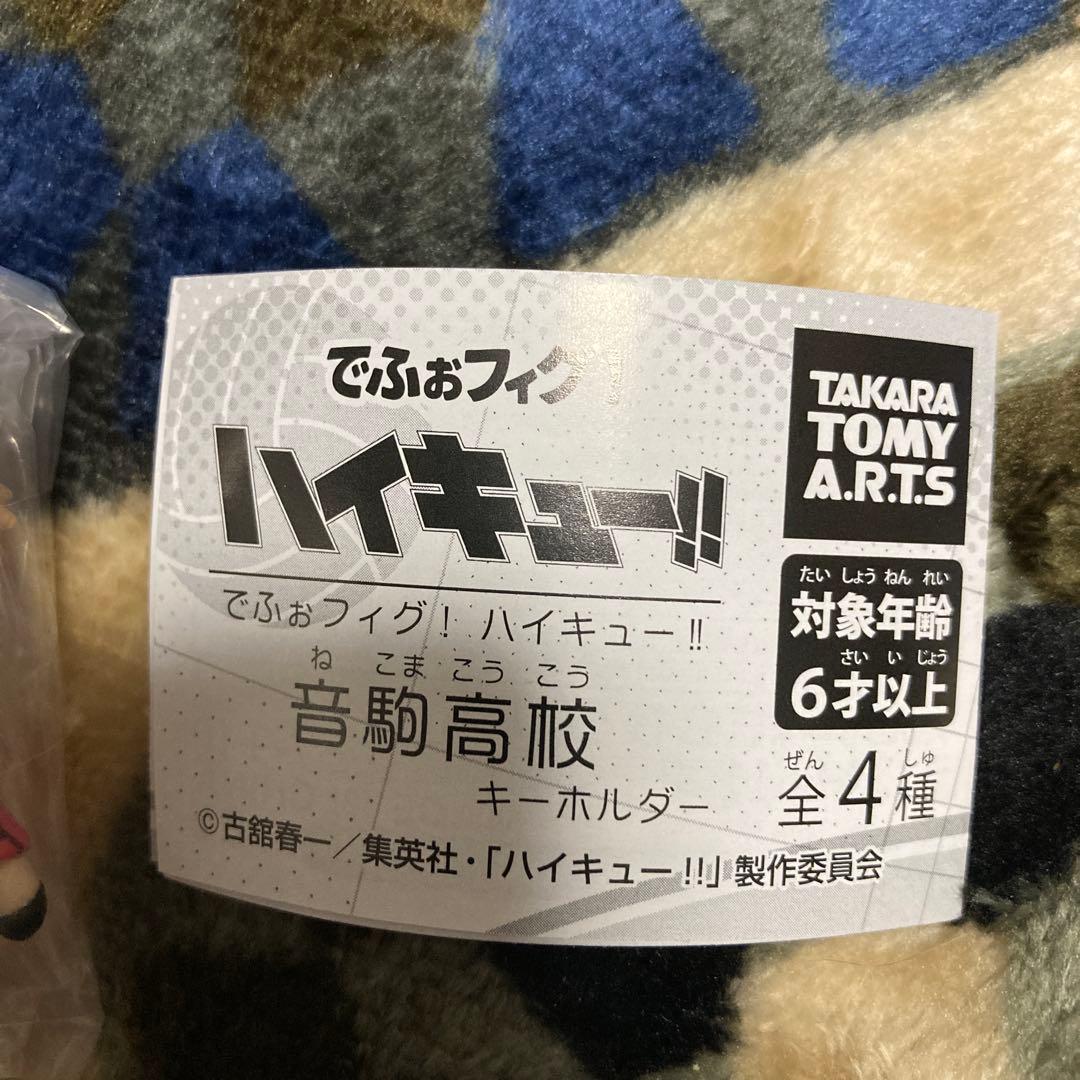 でふぉフィグ
ハイキュー!!
でふぉフィグ! ハイキュー!!
ねこまこうこう
音駒高校
キーホルダー
©古舘春一/集英社・「ハイキュー!!」製作委員会
TAKARA
TOMY
A.R.T.S
たいしょうねんれい
対象年齢
さいいじょう
6才以上
ぜん しゅ
全4種